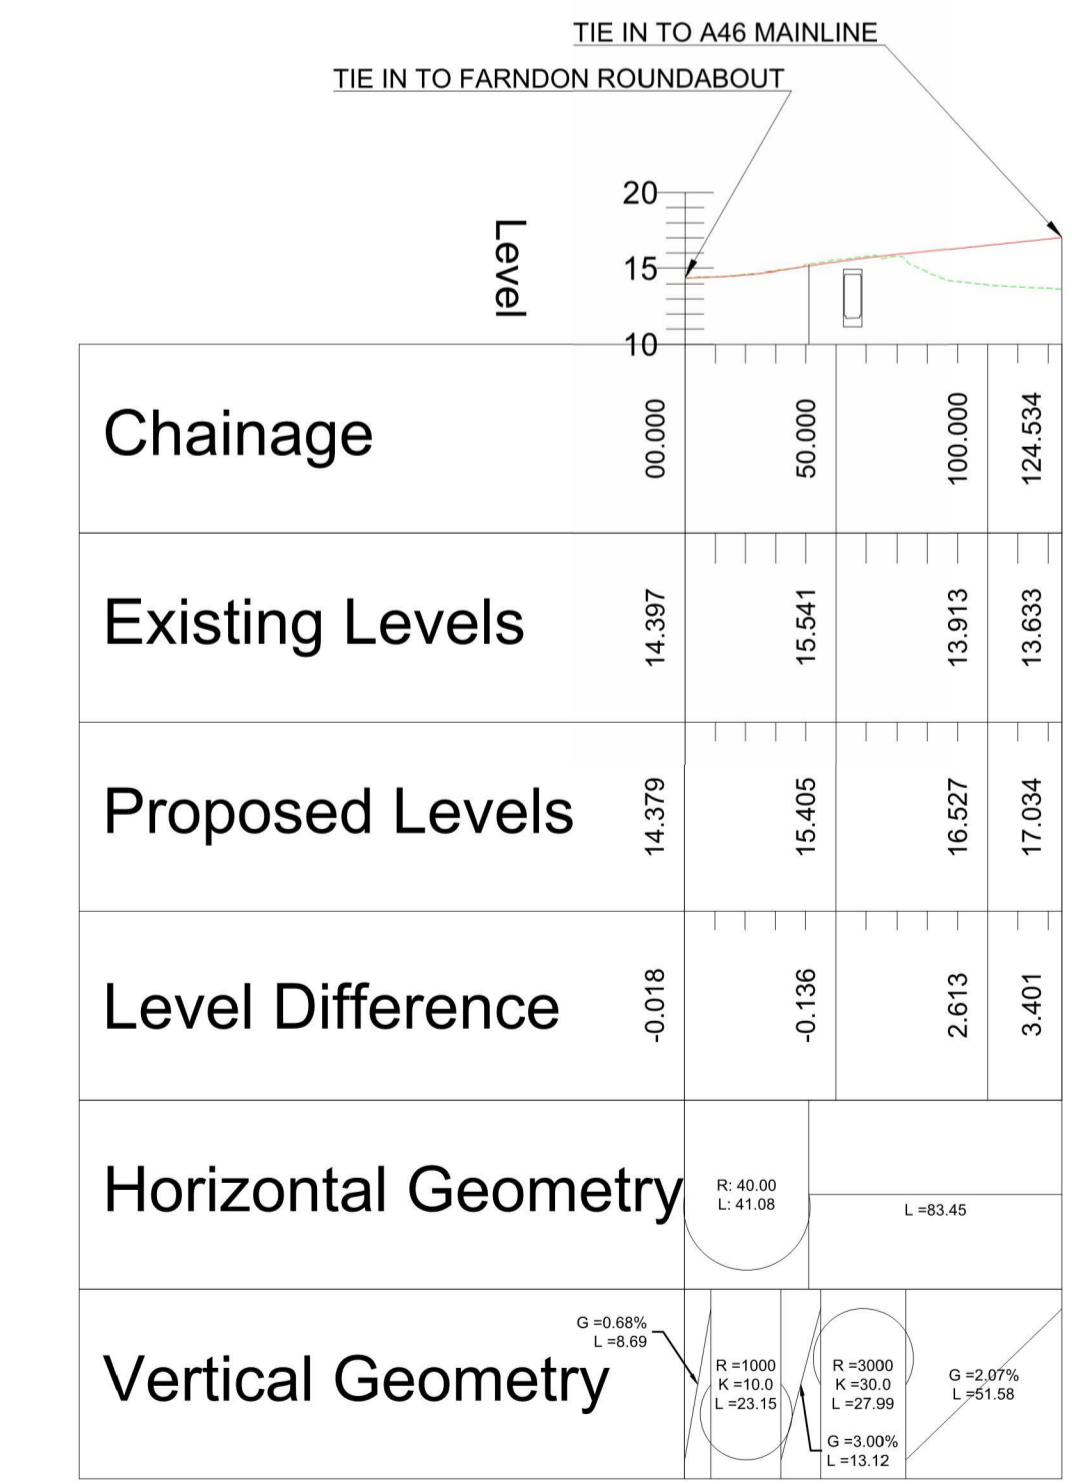 TIE IN TO A46 MAINLINE
TIE IN TO FARNDON ROUNDABOUT
Level
20
15
10
Chainage
00.000
50.000
100.000
124.534
Existing Levels
14.397
15.541
13.913
13.633
Proposed Levels
14.379
15.405
16.527
17.034
Level Difference
-0.018
-0.136
2.613
3.401
Horizontal Geometry
R: 40.00
L: 41.08
L =83.45
Vertical Geometry
G =0.68%
L =8.69
R =1000
K =10.0
L =23.15
G =3.00%
L =13.12
R =3000
K =30.0
L =27.99
G =2.07%
L =51.58